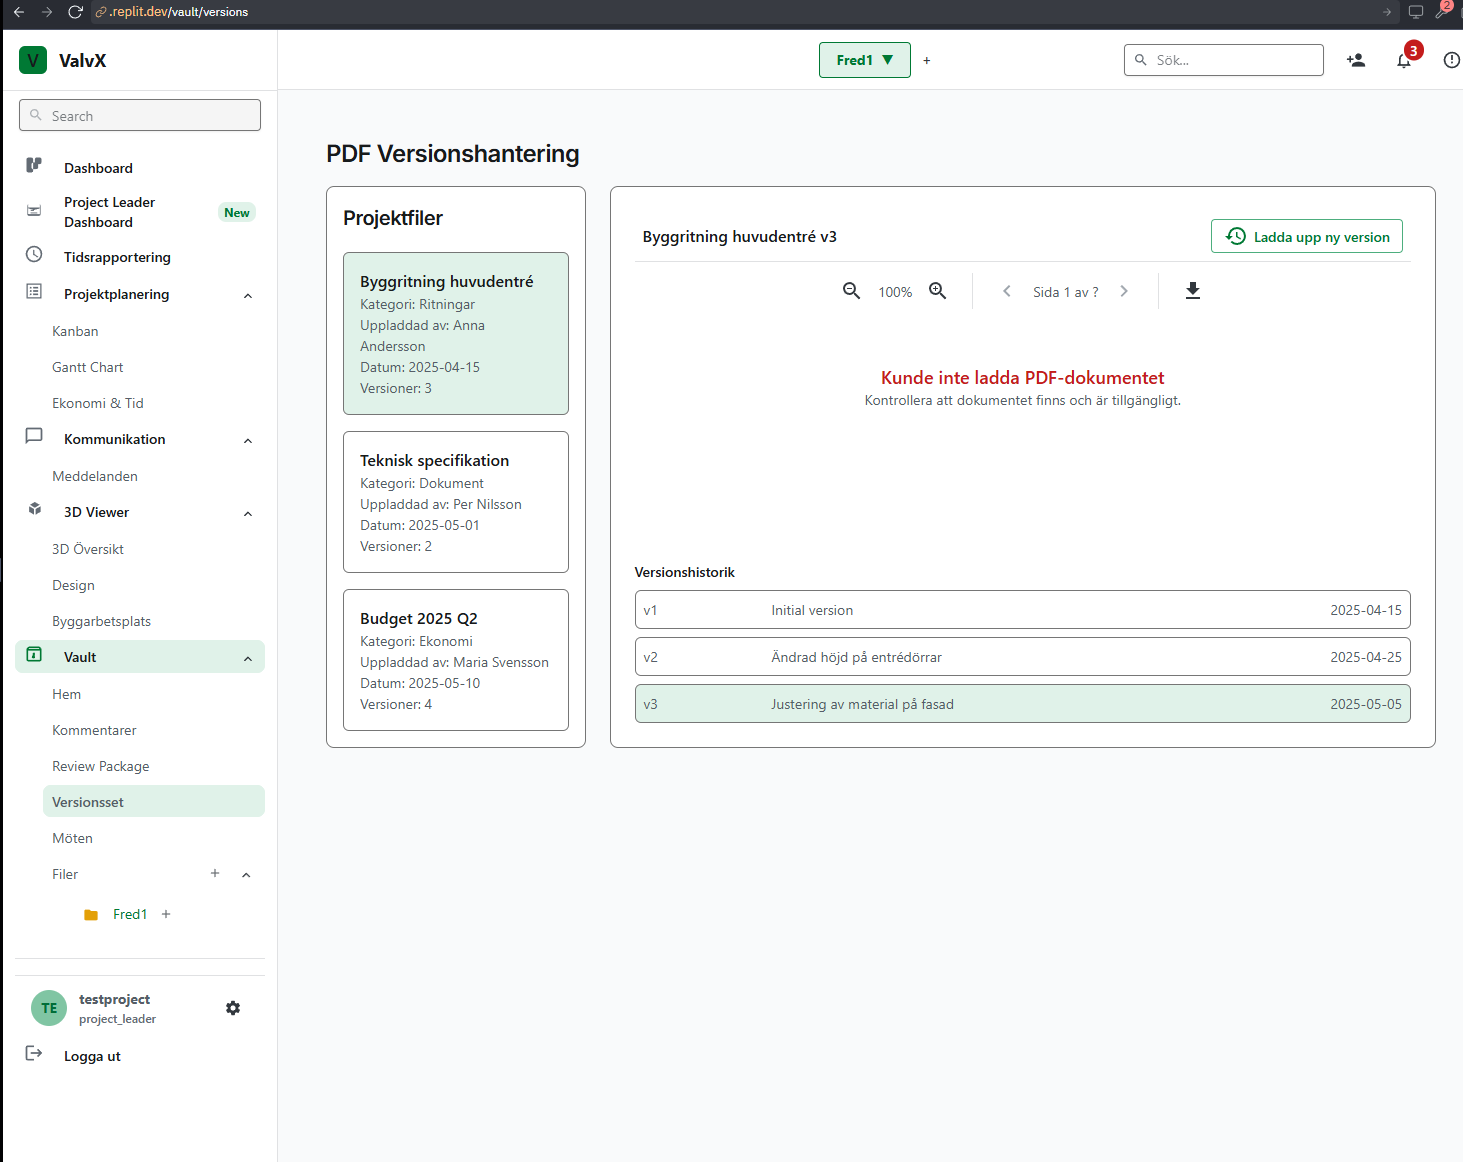 .replit.dev/vault/versions
2
V ValvX
Fred1 ▼ +
Sök...
3
Search
Dashboard
Project Leader
Dashboard
New
Tidsrapportering
Projektplanering
Kanban
Gantt Chart
Ekonomi & Tid
Kommunikation
Meddelanden
3D Viewer
3D Översikt
Design
Byggarbetsplats
Vault
Hem
Kommentarer
Review Package
Versionsset
Möten
Filer +
Fred1 +
TE
testproject
project_leader
Logga ut
PDF Versionshantering
Projektfiler
Byggritning huvudentré
Kategori: Ritningar
Uppladdad av: Anna
Andersson
Datum: 2025-04-15
Versioner: 3
Teknisk specifikation
Kategori: Dokument
Uppladdad av: Per Nilsson
Datum: 2025-05-01
Versioner: 2
Budget 2025 Q2
Kategori: Ekonomi
Uppladdad av: Maria Svensson
Datum: 2025-05-10
Versioner: 4
Byggritning huvudentré v3
Ladda upp ny version
100%
Sida 1 av ?
Kunde inte ladda PDF-dokumentet
Kontrollera att dokumentet finns och är tillgängligt.
Versionshistorik
v1 Initial version 2025-04-15
v2 Ändrad höjd på entrédörrar 2025-04-25
v3 Justering av material på fasad 2025-05-05